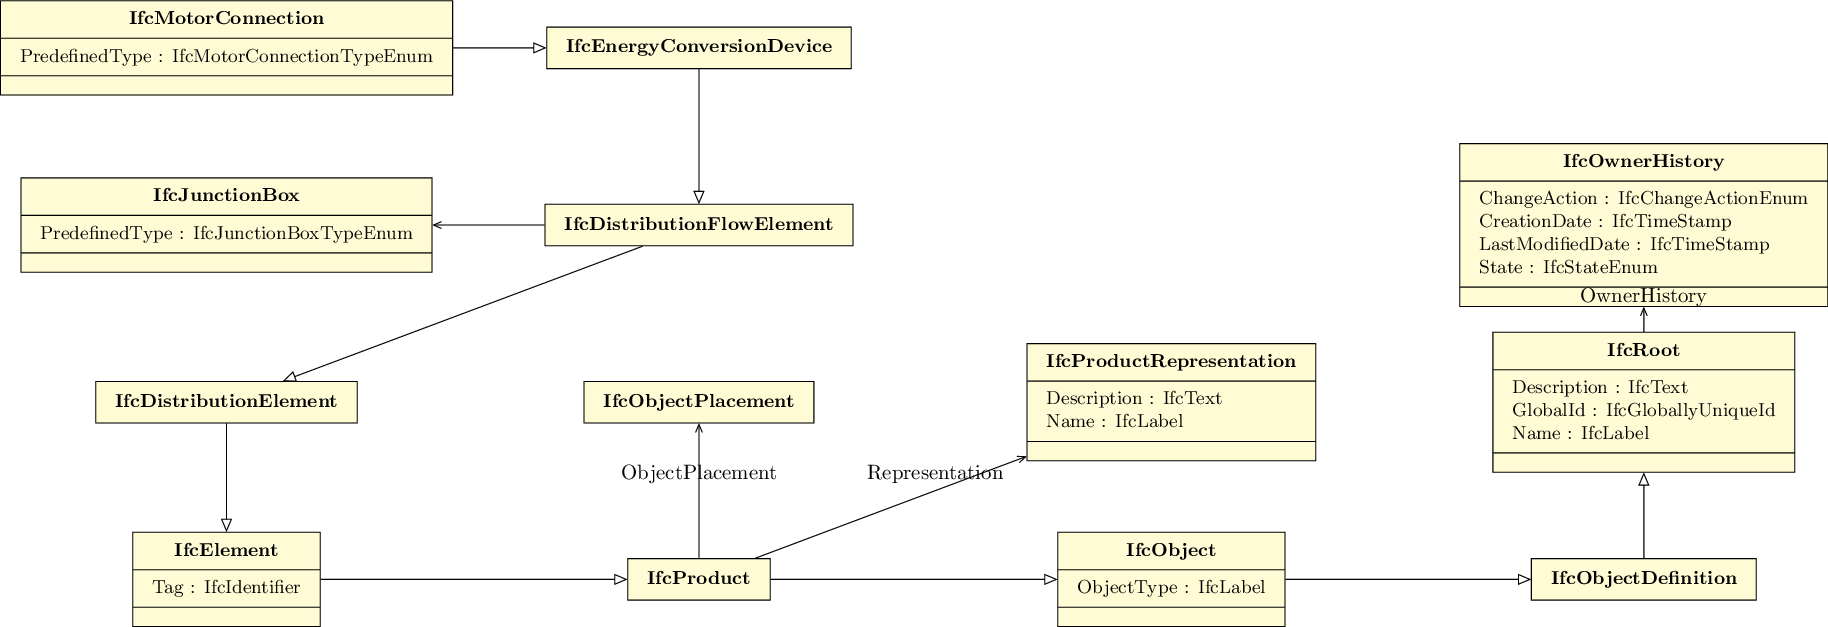 IfcMotorConnection
PredefinedType : IfcMotorConnectionTypeEnum
IfcEnergyConversionDevice
IfcJunctionBox
PredefinedType : IfcJunctionBoxTypeEnum
IfcDistributionFlowElement
IfcOwnerHistory
ChangeAction : IfcChangeActionEnum
CreationDate : IfcTimeStamp
LastModifiedDate : IfcTimeStamp
State : IfcStateEnum
OwnerHistory
IfcRoot
Description : IfcText
GlobalId : IfcGloballyUniqueId
Name : IfcLabel
IfcDistributionElement
IfcObjectPlacement
IfcProductRepresentation
Description : IfcText
Name : IfcLabel
ObjectPlacement
Representation
IfcElement
Tag : IfcIdentifier
IfcProduct
IfcObject
ObjectType : IfcLabel
IfcObjectDefinition